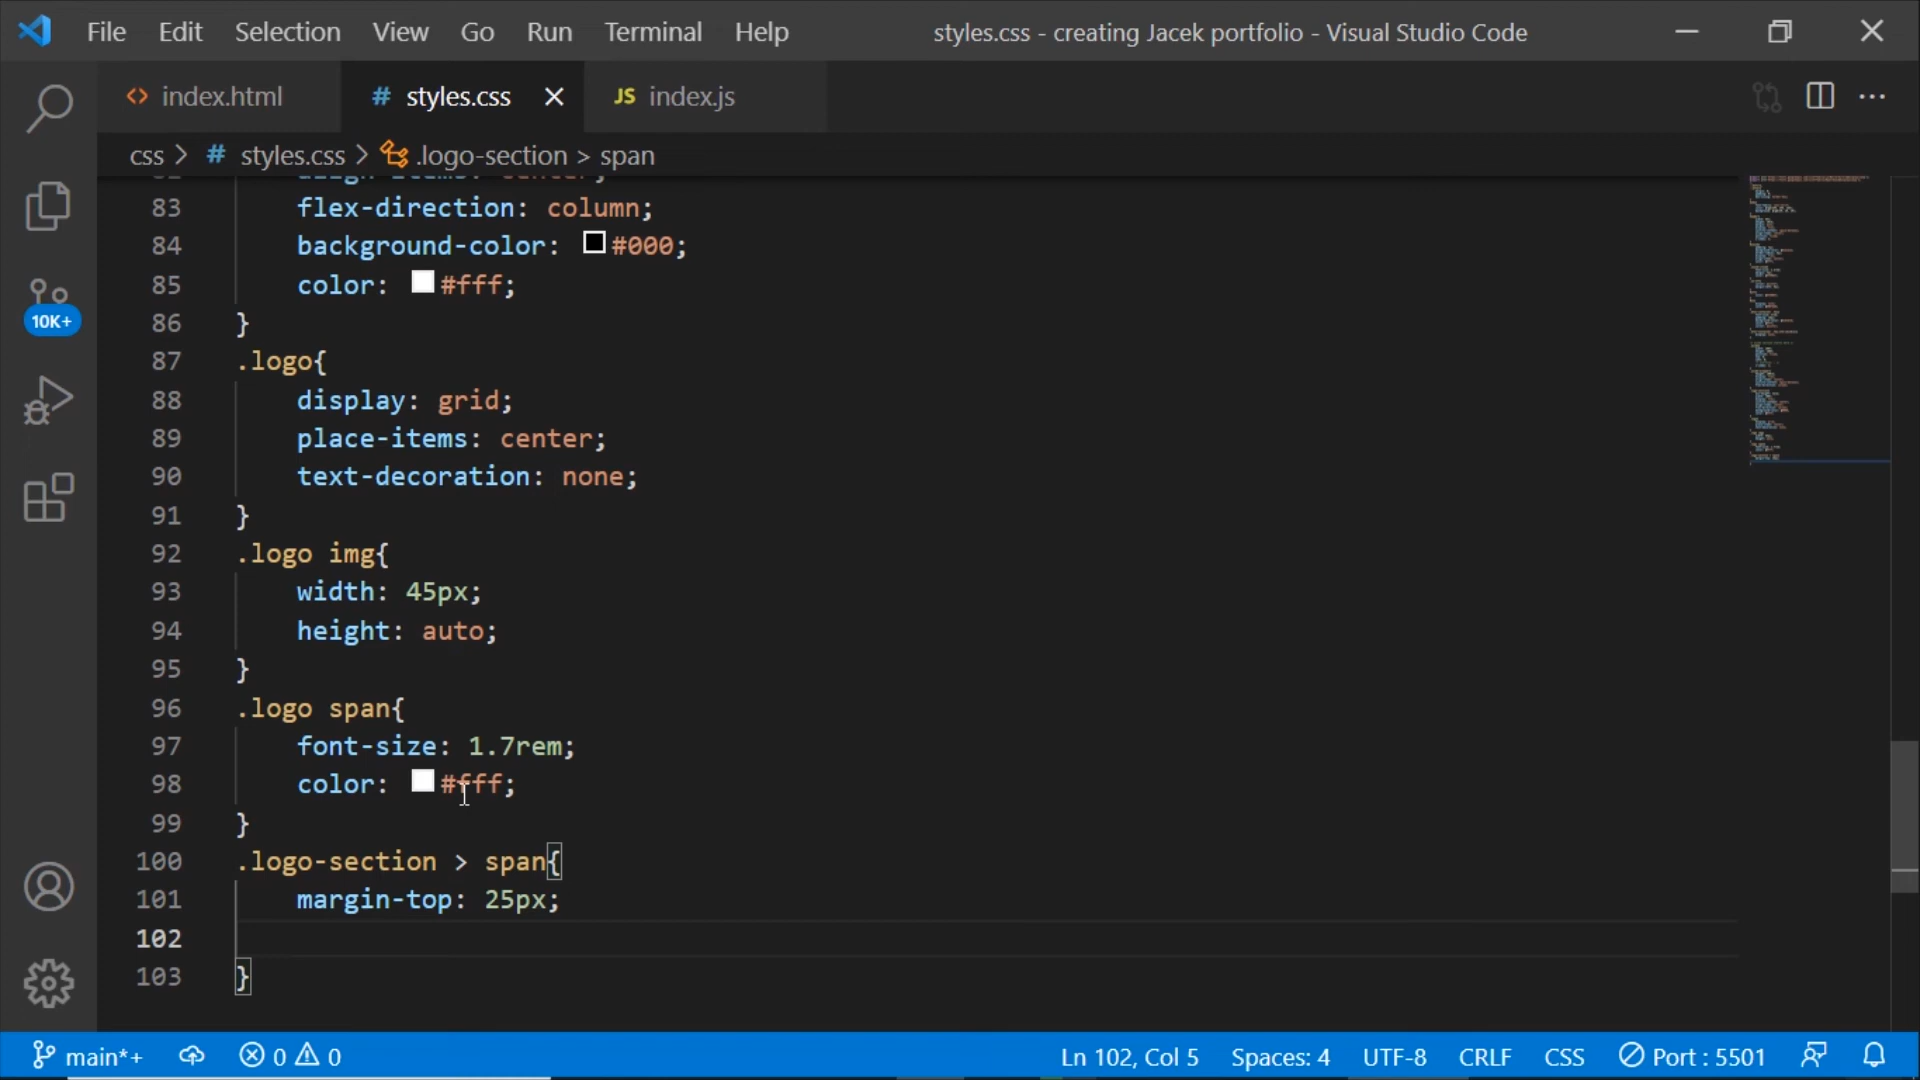 File Edit Selection View Go Run Terminal Help styles.css - creating Jacek portfolio - Visual Studio Code
<> index.html # styles.css JS index.js
css > # styles.css > .logo-section > span
82 align-items: center;
83 flex-direction: column;
84 background-color: #000;
85 color: #fff;
86 }
87 .logo{
88 display: grid;
89 place-items: center;
90 text-decoration: none;
91 }
92 .logo img{
93 width: 45px;
94 height: auto;
95 }
96 .logo span{
97 font-size: 1.7rem;
98 color: #fff;
99 }
100 .logo-section > span{
101 margin-top: 25px;
102
103 }
10K+
main*+ 0 0 Ln 102, Col 5 Spaces: 4 UTF-8 CRLF CSS Port : 5501